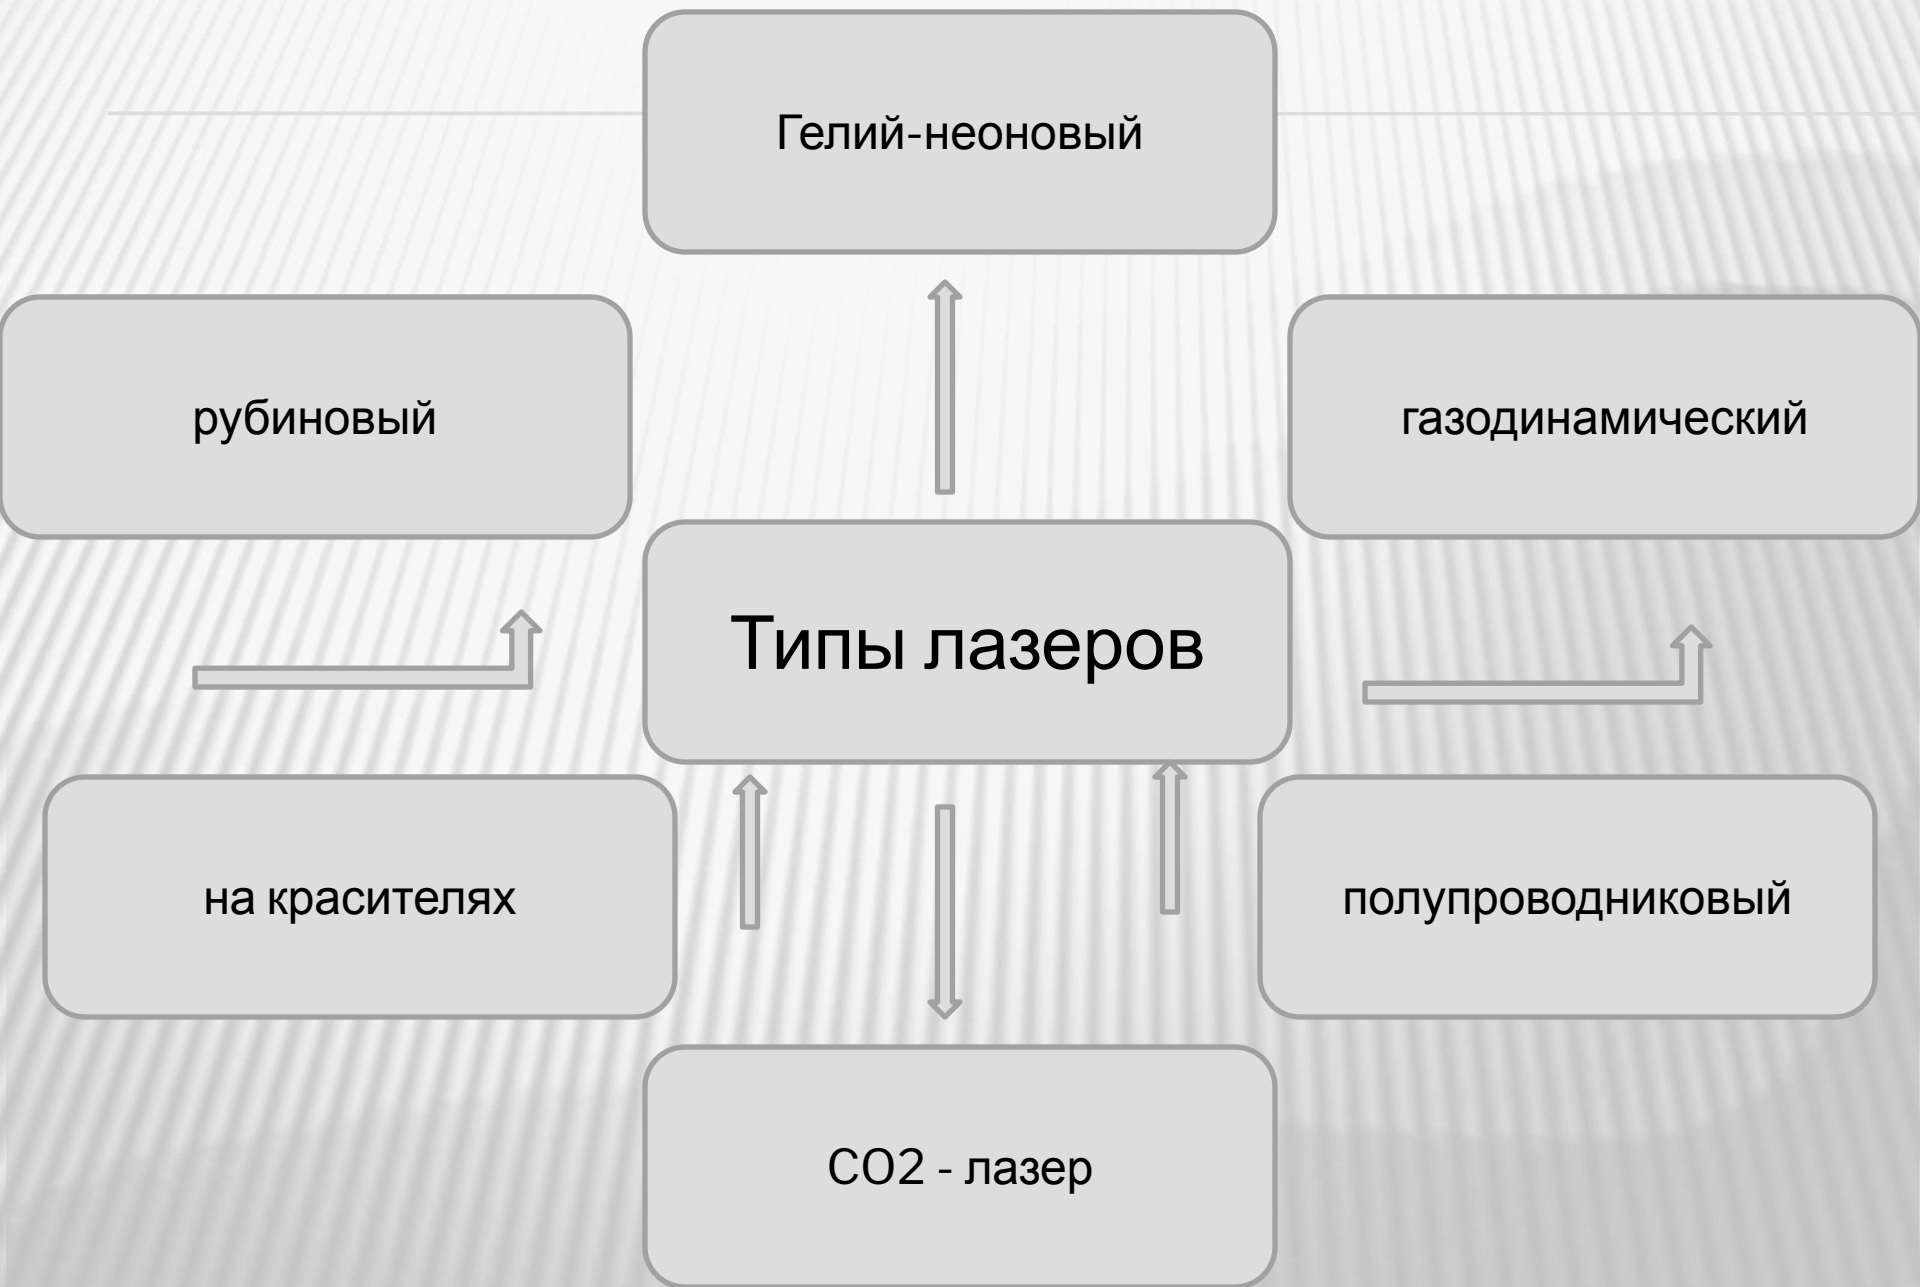 Гелий-неоновый
рубиновый
газодинамический
Типы лазеров
на красителях
полупроводниковый
СО2 - лазер